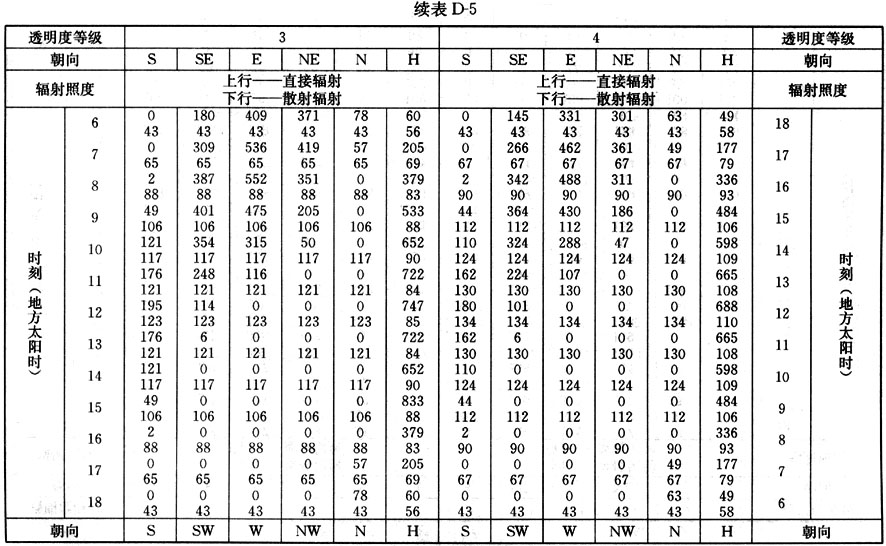 续表 D-5
透明度等级 3 4 透明度等级
朝向 S SE E NE N H S SE E NE N H 朝向
辐射照度 上行——直接辐射 上行——直接辐射 辐射照度
下行——散射辐射 下行——散射辐射
时刻(地方太阳时) 时刻(地方太阳时)
6 0 180 409 371 78 60 0 145 331 301 63 49 18
43 43 43 43 43 56 43 43 43 43 43 58
7 0 309 536 419 57 205 0 266 462 361 49 177 17
65 65 65 65 65 69 67 67 67 67 67 79
8 2 387 552 351 0 379 2 342 488 311 0 336 16
88 88 88 88 88 83 90 90 90 90 90 93
9 49 401 475 205 0 533 44 364 430 186 0 484 15
106 106 106 106 106 88 112 112 112 112 112 106
10 121 354 315 50 0 652 110 324 288 47 0 598 14
117 117 117 117 117 90 124 124 124 124 124 109
11 176 248 116 0 0 722 162 224 107 0 0 665 13
121 121 121 121 121 84 130 130 130 130 130 108
12 195 114 0 0 0 747 180 101 0 0 0 688 12
123 123 123 123 123 85 134 134 134 134 134 110
13 176 6 0 0 0 722 162 6 0 0 0 665 11
121 121 121 121 121 84 130 130 130 130 130 108
14 121 0 0 0 0 652 110 0 0 0 0 598 10
117 117 117 117 117 90 124 124 124 124 124 109
15 49 0 0 0 0 833 44 0 0 0 0 484 9
106 106 106 106 106 88 112 112 112 112 112 106
16 2 0 0 0 0 379 2 0 0 0 0 336 8
88 88 88 88 88 83 90 90 90 90 90 93
17 0 0 0 0 57 205 0 0 0 0 49 177 7
65 65 65 65 65 69 67 67 67 67 67 79
18 0 0 0 0 78 60 0 0 0 0 63 49 6
43 43 43 43 43 56 43 43 43 43 43 58
朝向 S SW W NW N H S SW W NW N H 朝向